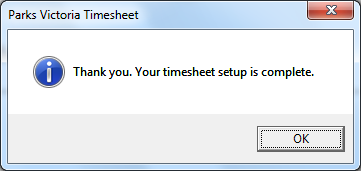 Parks Victoria Timesheet
Thank you. Your timesheet setup is complete.
OK